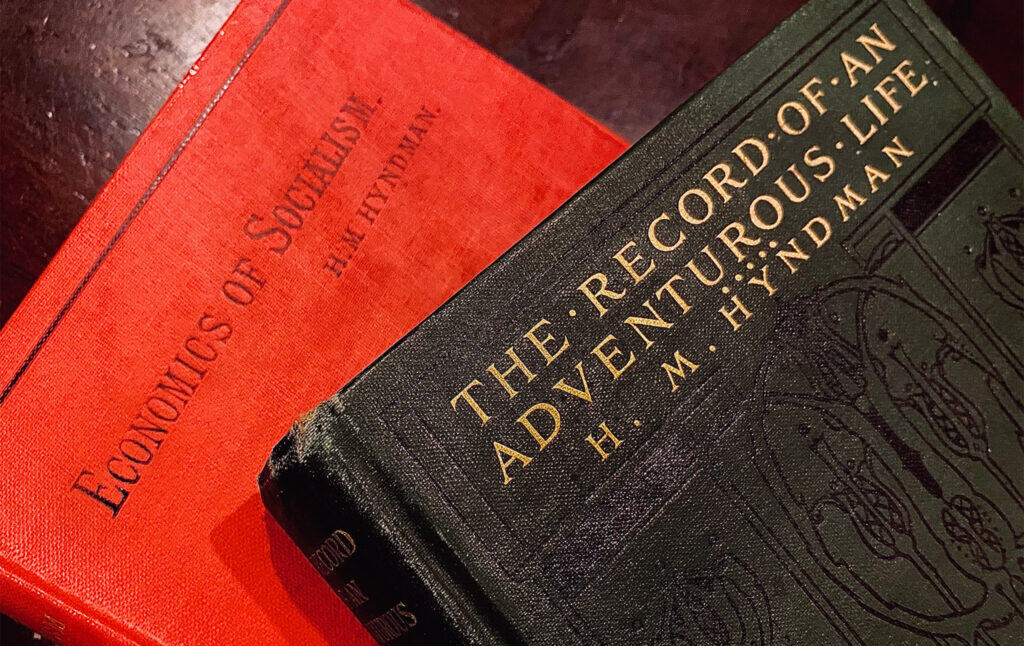 ECONOMICS OF SOCIALISM.
H.M HYNDMAN.
THE·RECORD·OF·AN
ADVENTUROUS·LIFE
H. M. HYNDMAN